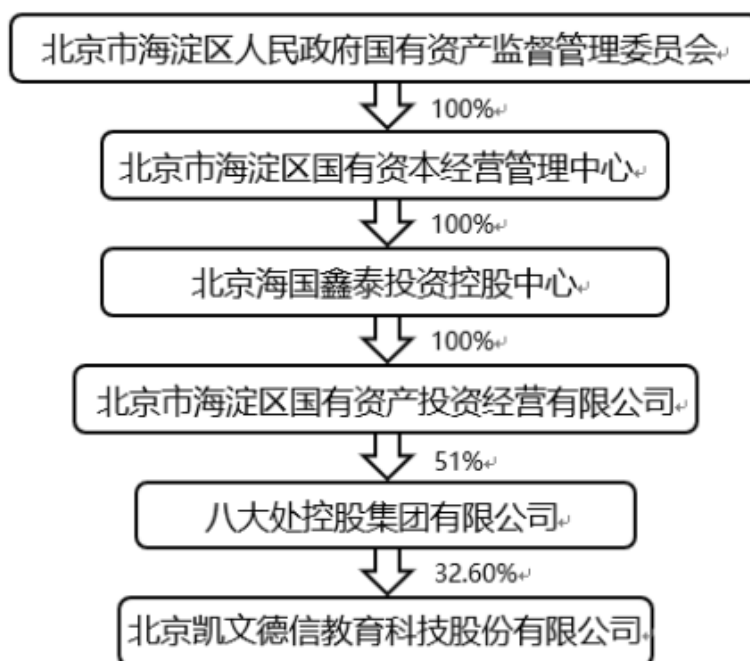 北京市海淀区人民政府国有资产监督管理委员会
100%
北京市海淀区国有资本经营管理中心
100%
北京海国鑫泰投资控股中心
100%
北京市海淀区国有资产投资经营有限公司
51%
八大处控股集团有限公司
32.60%
北京凯文德信教育科技股份有限公司